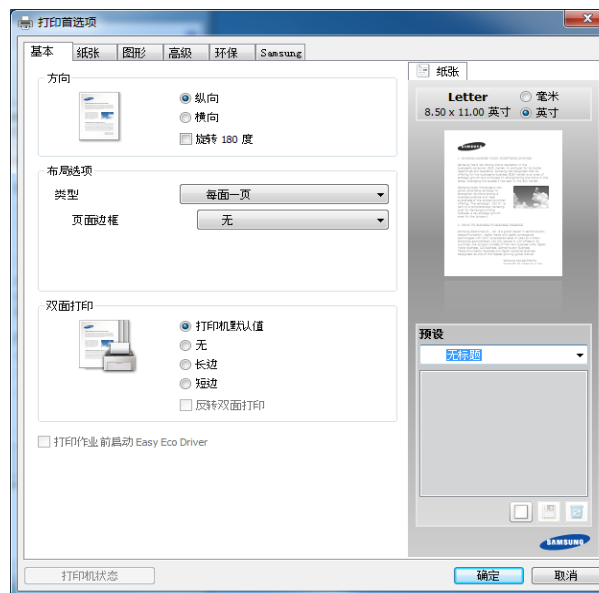 打印首选项
基本 纸张 图形 高级 环保 Samsung
方向
纵向
横向
旋转 180 度
布局选项
类型 每面一页
页面边框 无
双面打印
打印机默认值
无
长边
短边
反转双面打印
打印作业前启动 Easy Eco Driver
纸张
Letter 毫米
8.50 x 11.00 英寸 英寸
SAMSUNG
预设
无标题
SAMSUNG
打印机状态
确定 取消